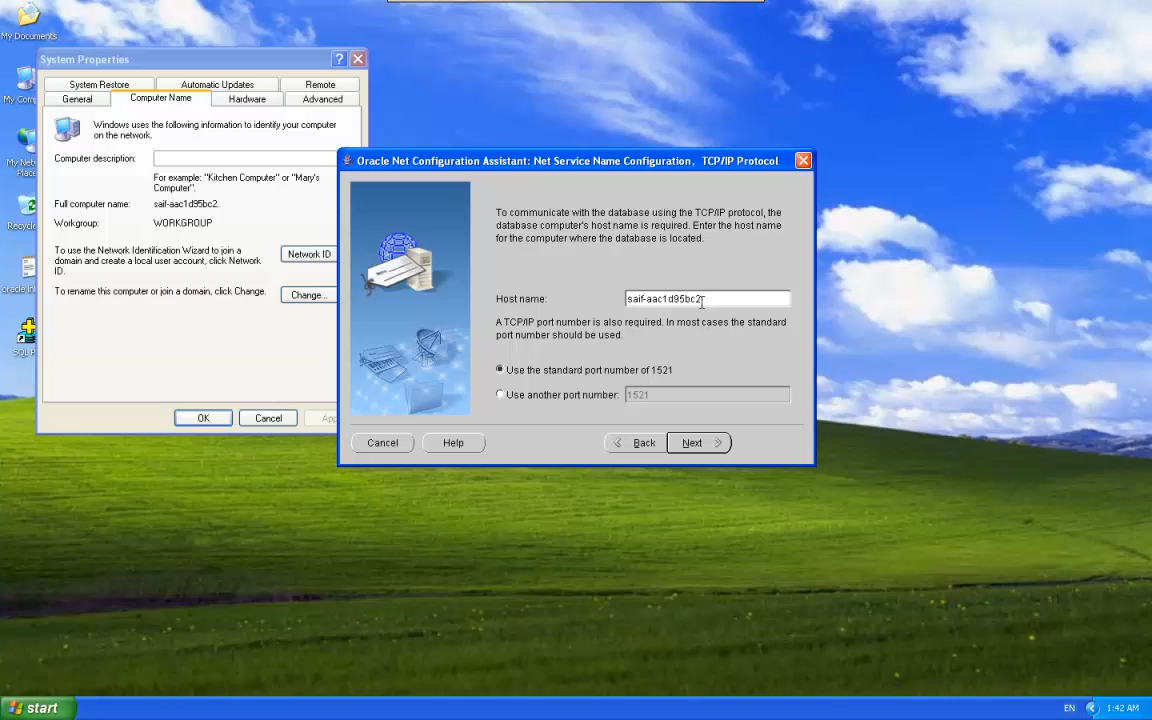 My Documents
System Properties
System Restore
Automatic Updates
Remote
General
Computer Name
Hardware
Advanced
My Com
Windows uses the following information to identify your computer
on the network.
Computer description:
My Net
Place
For example: "Kitchen Computer" or "Mary's
Computer".
Full computer name:
saif-aac1d95bc2.
Recycle
Workgroup:
WORKGROUP
To use the Network Identification Wizard to join a
domain and create a local user account, click Network
ID.
Network ID
oracle in
To rename this computer or join a domain, click Change.
Change...
OK
Cancel
App
Oracle Net Configuration Assistant: Net Service Name Configuration, TCP/IP Protocol
To communicate with the database using the TCP/IP protocol, the
database computer's host name is required. Enter the host name
for the computer where the database is located.
Host name:
saif-aac1d95bc2
A TCP/IP port number is also required. In most cases the standard
port number should be used.
Use the standard port number of 1521
Use another port number:
1521
Cancel
Help
Back
Next
start
EN
1:42 AM